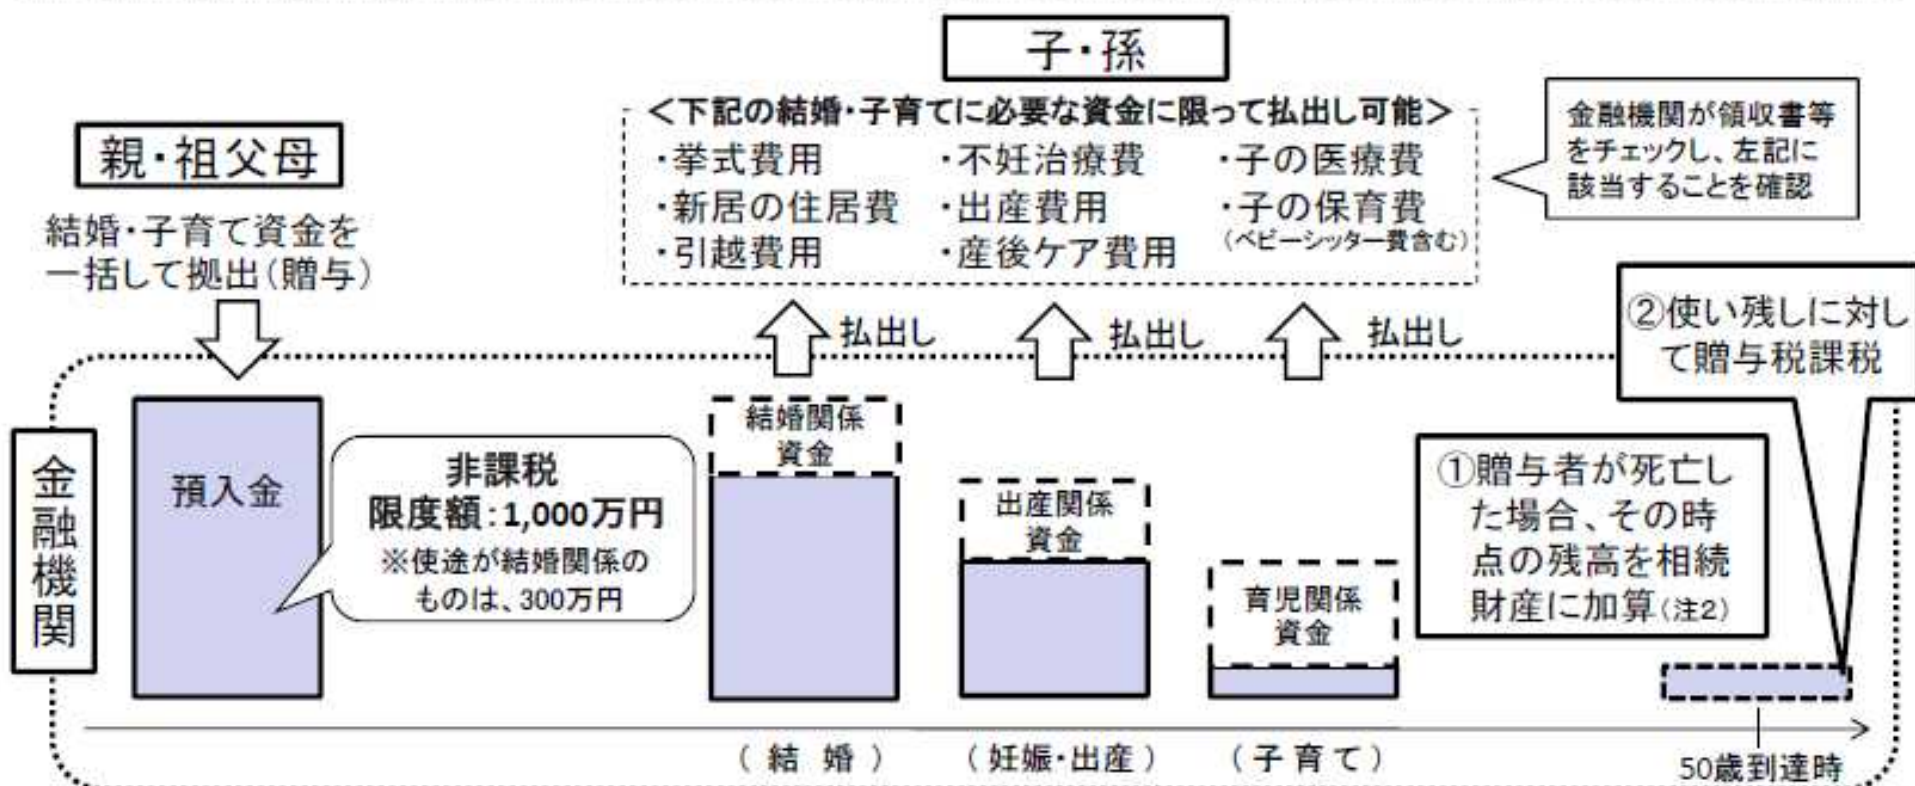 子・孫
<下記の結婚・子育てに必要な資金に限って払出し可能>
・挙式費用
・新居の住居費
・引越費用
・不妊治療費
・出産費用
・産後ケア費用
・子の医療費
・子の保育費
(ベビーシッター費含む)
金融機関が領収書等
をチェックし、左記に
該当することを確認
親・祖父母
結婚・子育て資金を
一括して拠出(贈与)
払出し
払出し
払出し
②使い残しに対し
て贈与税課税
金融機関
預入金
非課税
限度額:1,000万円
※使途が結婚関係の
ものは、300万円
結婚関係
資金
出産関係
資金
育児関係
資金
①贈与者が死亡し
た場合、その時
点の残高を相続
財産に加算(注2)
(結婚)
(妊娠・出産)
(子育て)
50歳到達時